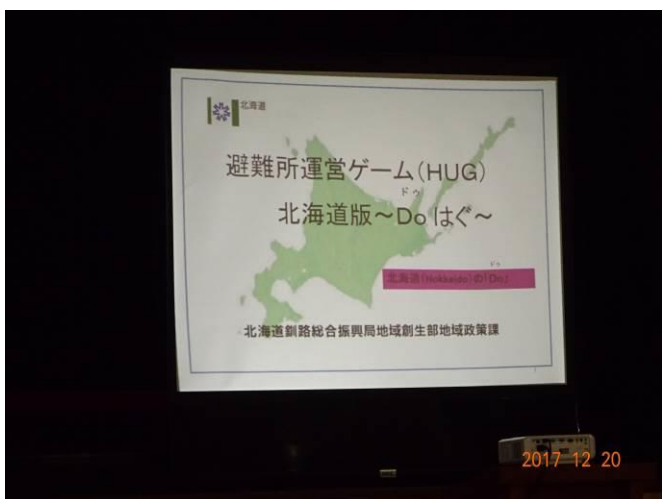 北海道
避難所運営ゲーム(HUG)
ドゥ
北海道版~Do はぐ~
北海道(Hokkaido)の「Do」
北海道釧路総合振興局地域創生部地域政策課
2017 12 20